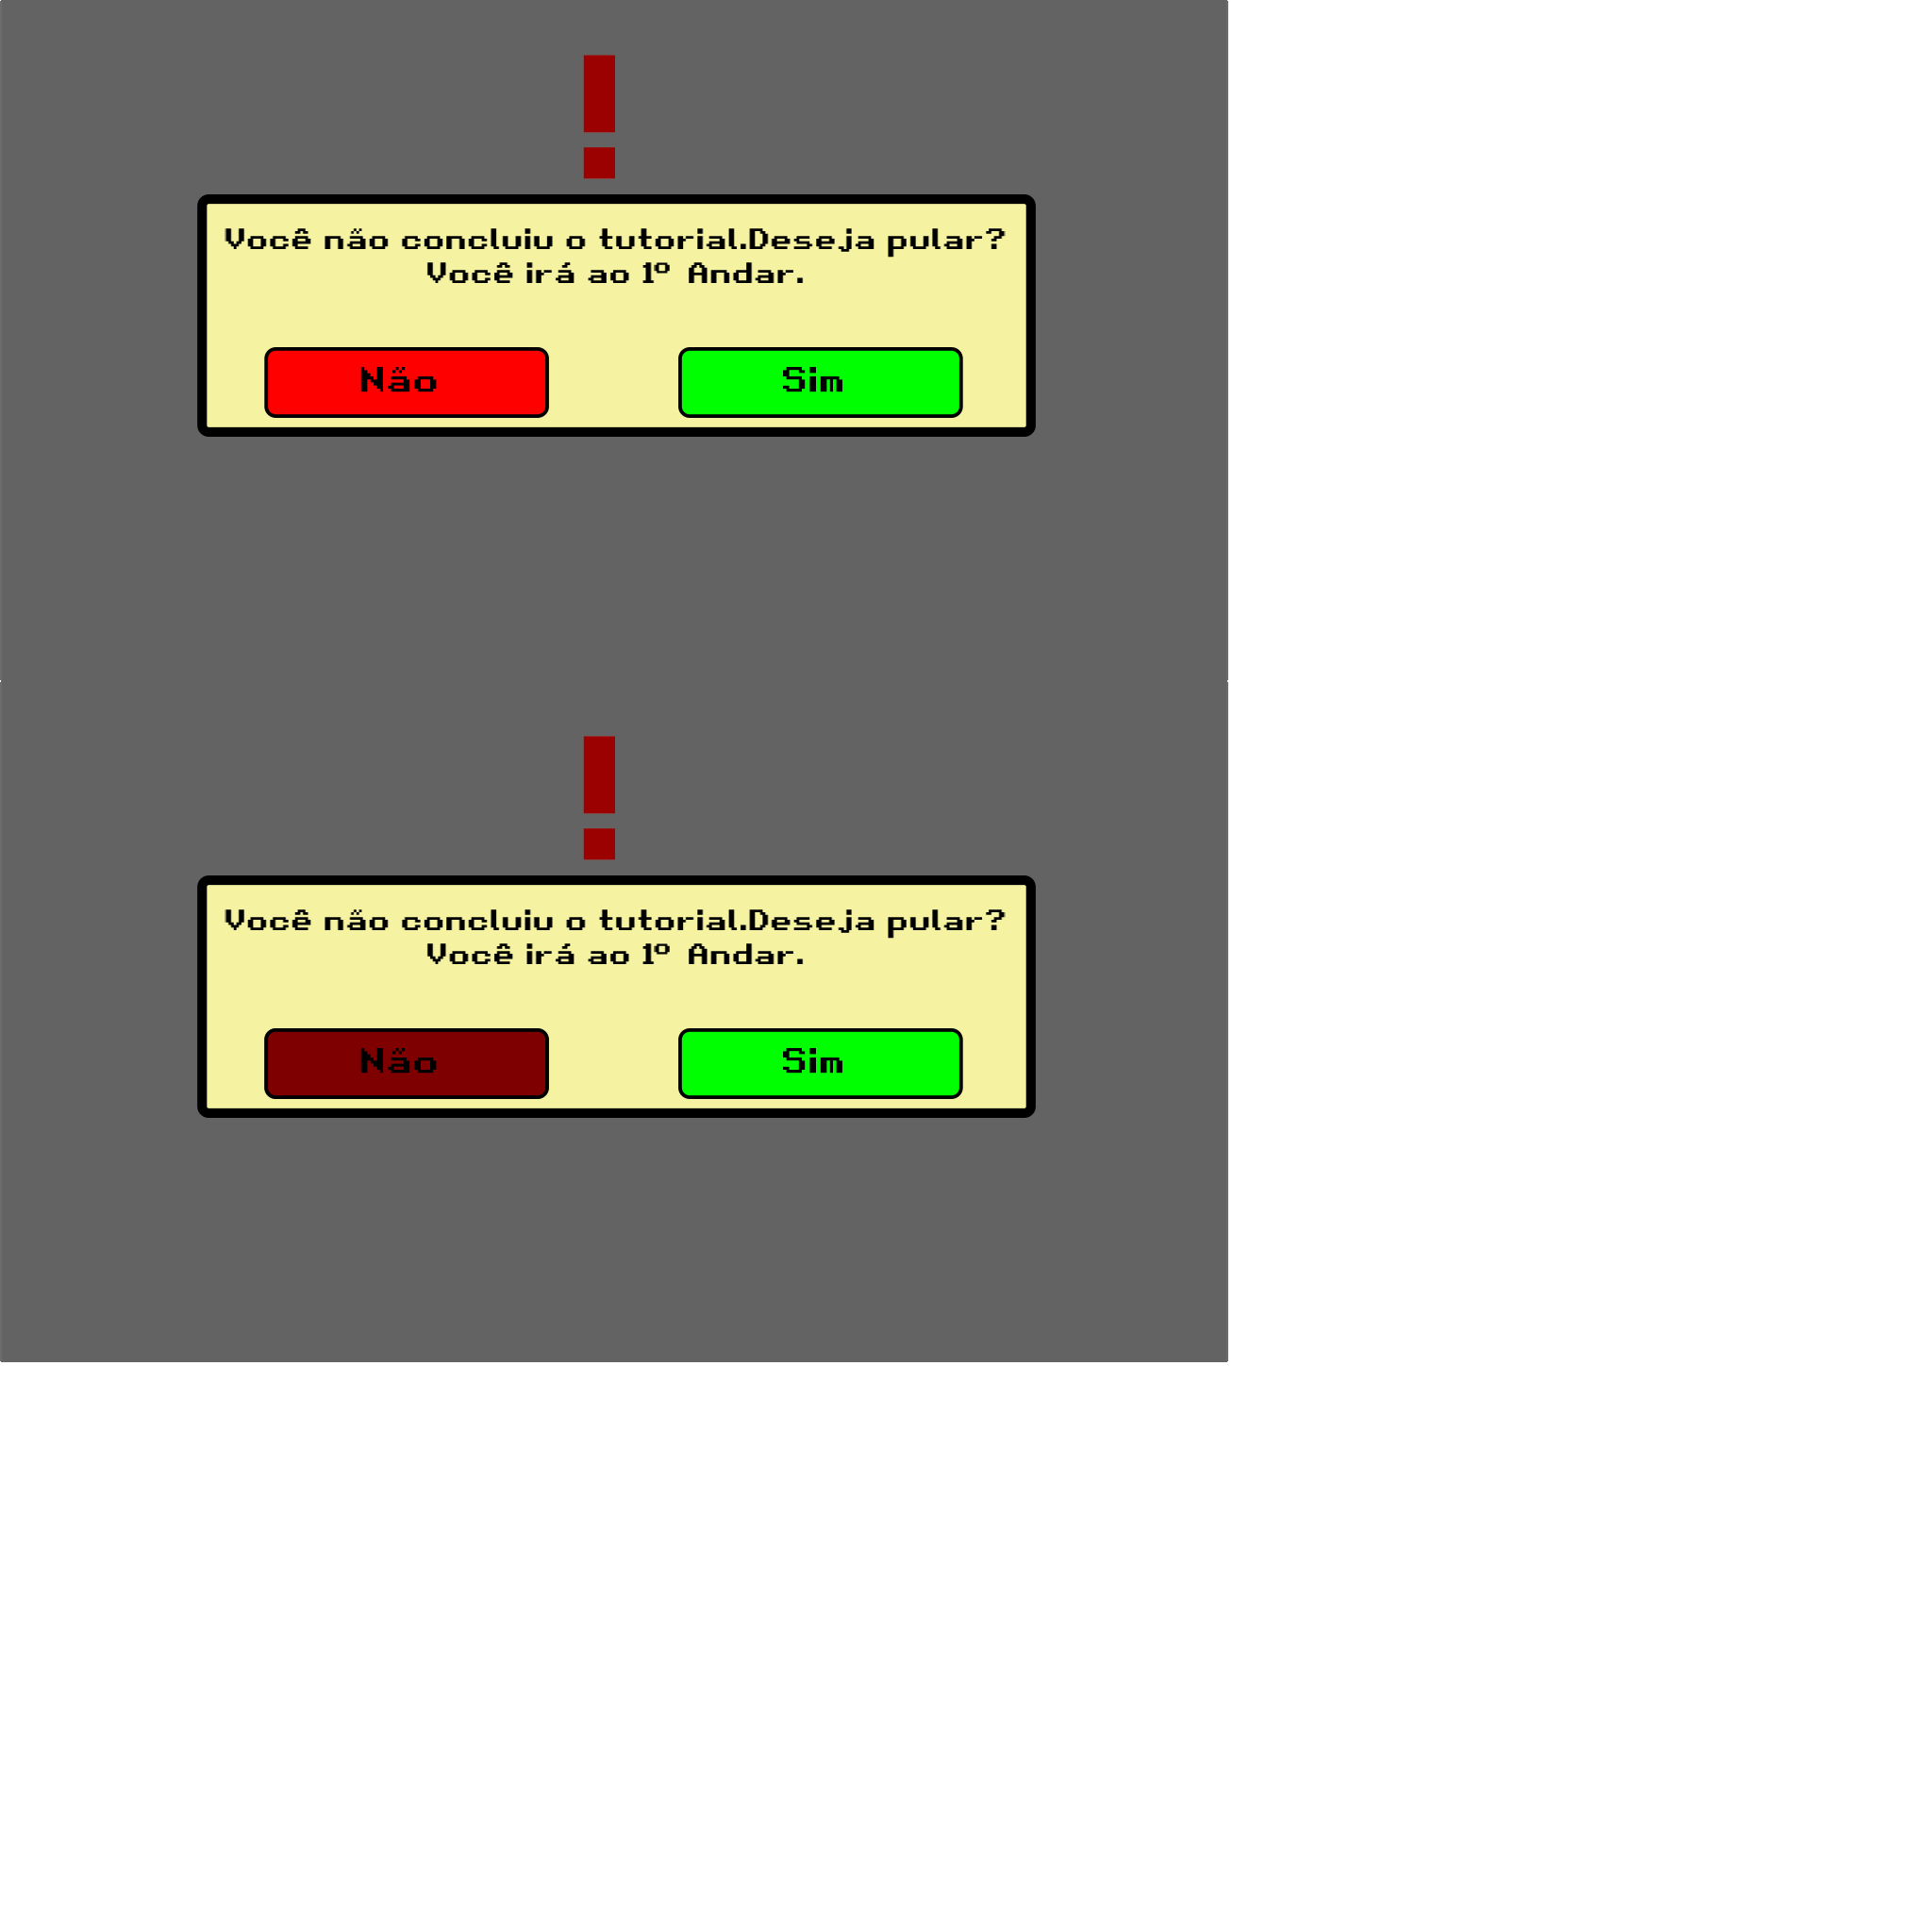 !
Você não concluiu o tutorial.Deseja pular?
Você irá ao 1º Andar.
Não
Sim
!
Você não concluiu o tutorial.Deseja pular?
Você irá ao 1º Andar.
Não
Sim